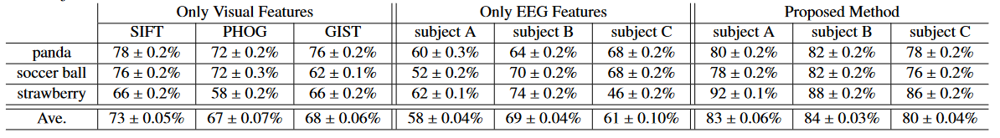 Only Visual Features Only EEG Features Proposed Method
SIFT PHOG GIST subject A subject B subject C subject A subject B subject C
panda 78 ± 0.2% 72 ± 0.2% 76 ± 0.2% 60 ± 0.3% 64 ± 0.2% 68 ± 0.2% 80 ± 0.2% 82 ± 0.2% 78 ± 0.2%
soccer ball 76 ± 0.2% 72 ± 0.3% 62 ± 0.1% 52 ± 0.2% 70 ± 0.2% 68 ± 0.2% 78 ± 0.2% 82 ± 0.2% 76 ± 0.2%
strawberry 66 ± 0.2% 58 ± 0.2% 66 ± 0.2% 62 ± 0.1% 74 ± 0.2% 46 ± 0.2% 92 ± 0.1% 88 ± 0.2% 86 ± 0.2%
Ave. 73 ± 0.05% 67 ± 0.07% 68 ± 0.06% 58 ± 0.04% 69 ± 0.04% 61 ± 0.10% 83 ± 0.06% 84 ± 0.03% 80 ± 0.04%